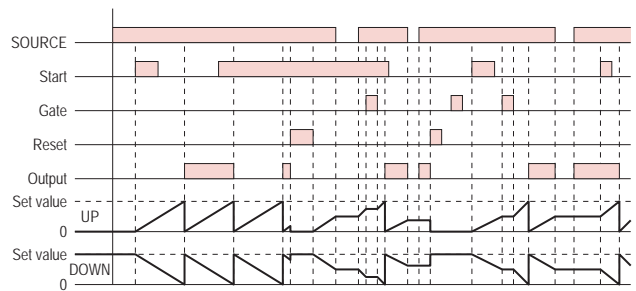 SOURCE
Start
Gate
Reset
Output
Set value
UP
0
Set value
DOWN
0